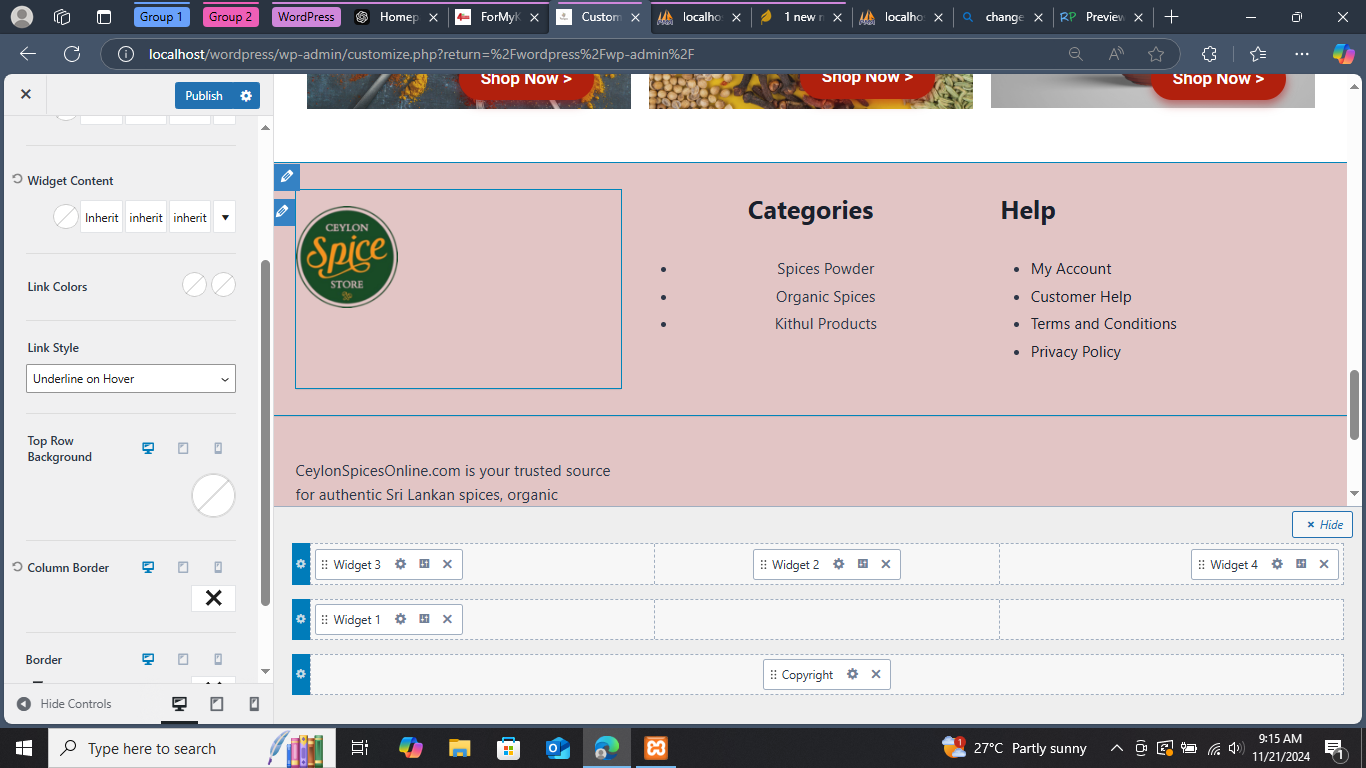 Group 1
Group 2
WordPress
Homep
ForMyK
Custom
localho
1 new n
localho
change
Preview
localhost/wordpress/wp-admin/customize.php?return=%2Fwordpress%2Fwp-admin%2F
Publish
Shop Now >
Shop Now >
Shop Now >
Widget Content
Inherit
inherit
inherit
Link Colors
Link Style
Underline on Hover
Top Row
Background
Column Border
Border
Hide Controls
CEYLON
Spice
STORE
Categories
Spices Powder
Organic Spices
Kithul Products
Help
My Account
Customer Help
Terms and Conditions
Privacy Policy
CeylonSpicesOnline.com is your trusted source
for authentic Sri Lankan spices, organic
Hide
Widget 3
Widget 2
Widget 4
Widget 1
Copyright
Type here to search
1
27°C Partly sunny
9:15 AM
11/21/2024
1